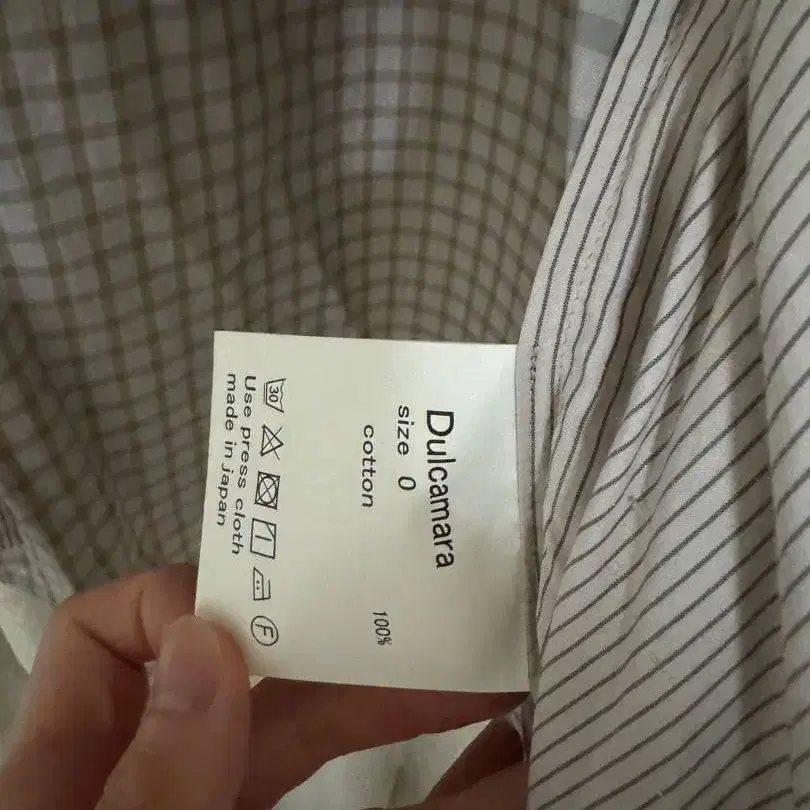 Dulcamara
size 0
cotton 100%
30 F
Use press cloth
made in japan